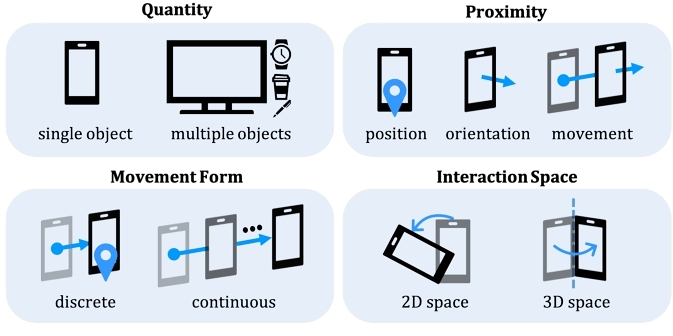 Quantity
single object
multiple objects
Proximity
position
orientation
movement
Movement Form
discrete
continuous
Interaction Space
2D space
3D space